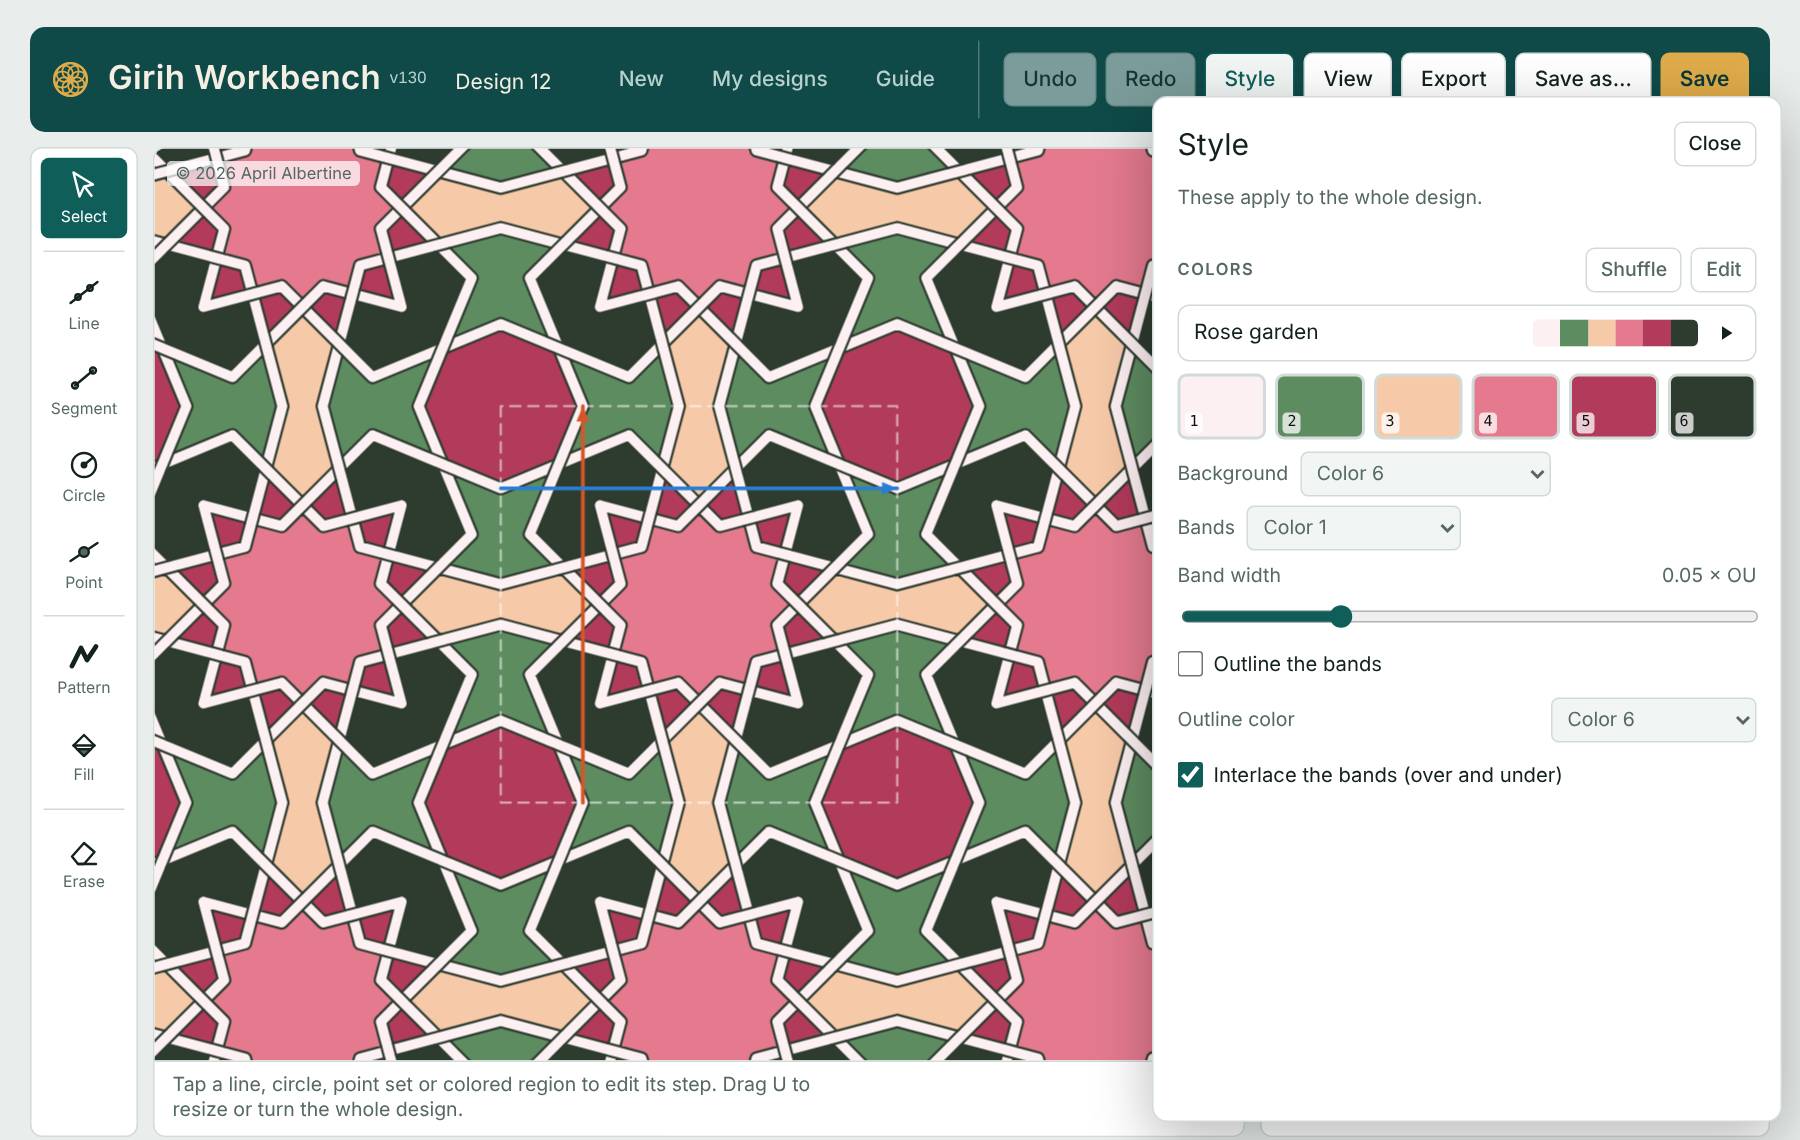 Girih Workbench v130 Design 12 New My designs Guide Undo Redo Style View Export Save as... Save
Select
Line
Segment
Circle
Point
Pattern
Fill
Erase
© 2026 April Albertine
Tap a line, circle, point set or colored region to edit its step. Drag U to
resize or turn the whole design.
Style Close
These apply to the whole design.
COLORS Shuffle Edit
Rose garden
1 2 3 4 5 6
Background Color 6
Bands Color 1
Band width 0.05 × OU
Outline the bands
Outline color Color 6
Interlace the bands (over and under)